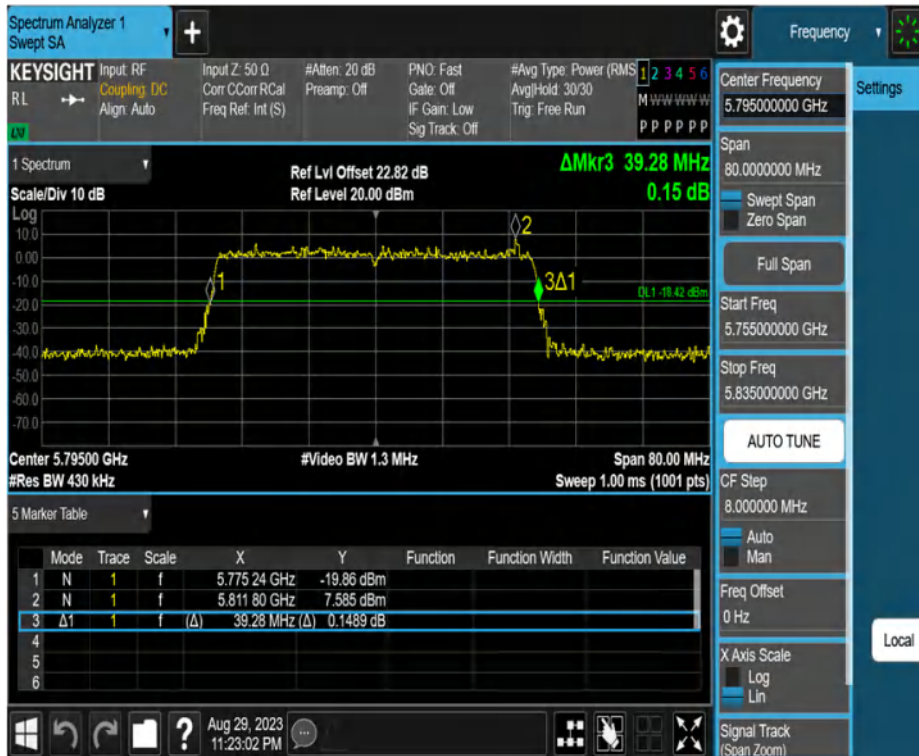 Spectrum Analyzer 1
Swept SA
+
Frequency
KEYSIGHT
RL
Input: RF
Coupling: DC
Align: Auto
Input Z: 50 Ω
Corr CCorr RCal
Freq Ref: Int (S)
#Atten: 20 dB
Preamp: Off
PNO: Fast
Gate: Off
IF Gain: Low
Sig Track: Off
#Avg Type: Power (RMS
Avg|Hold: 30/30
Trig: Free Run
1 2 3 4 5 6
M W W W W W
P P P P P P
Center Frequency
5.795000000 GHz
Settings
Span
80.0000000 MHz
Swept Span
Zero Span
Full Span
Start Freq
5.755000000 GHz
Stop Freq
5.835000000 GHz
AUTO TUNE
CF Step
8.000000 MHz
Auto
Man
Freq Offset
0 Hz
X Axis Scale
Log
Lin
Signal Track
(Span Zoom)
Local
1 Spectrum
Scale/Div 10 dB
Ref Lvl Offset 22.82 dB
Ref Level 20.00 dBm
ΔMkr3 39.28 MHz
0.15 dB
Log
10.0
0.00
-10.0
-20.0
-30.0
-40.0
-50.0
-60.0
-70.0
1
2
3Δ1
DL1 -18.42 dBm
Center 5.79500 GHz
#Video BW 1.3 MHz
Span 80.00 MHz
#Res BW 430 kHz
Sweep 1.00 ms (1001 pts)
5 Marker Table
Mode Trace Scale X Y Function Function Width Function Value
1 N 1 f 5.775 24 GHz -19.86 dBm
2 N 1 f 5.811 80 GHz 7.585 dBm
3 Δ1 1 f (Δ) 39.28 MHz (Δ) 0.1489 dB
4
5
6
?
Aug 29, 2023
11:23:02 PM